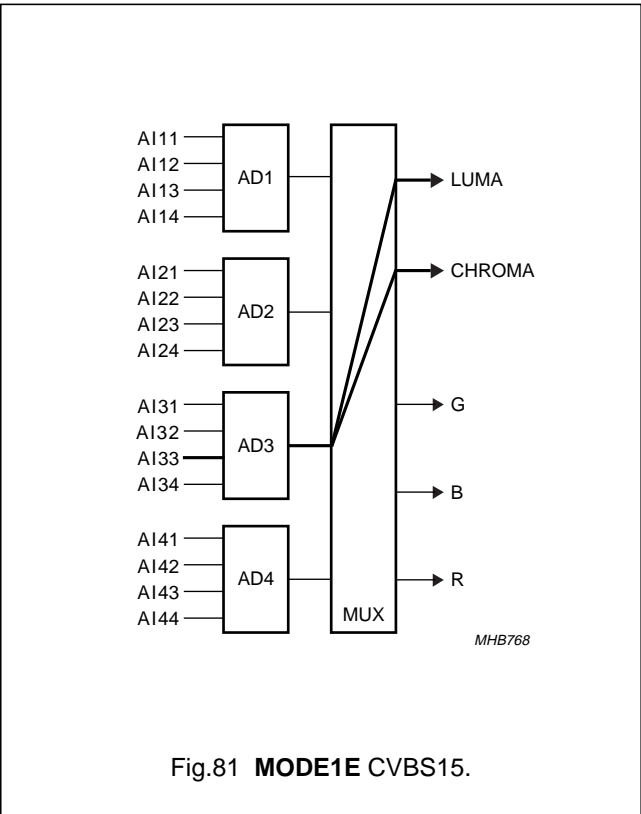 AI11
AI12
AI13
AI14
AD1
AI21
AI22
AI23
AI24
AD2
AI31
AI32
AI33
AI34
AD3
AI41
AI42
AI43
AI44
AD4
MUX
LUMA
CHROMA
G
B
R
MHB768
Fig.81 MODE1E CVBS15.